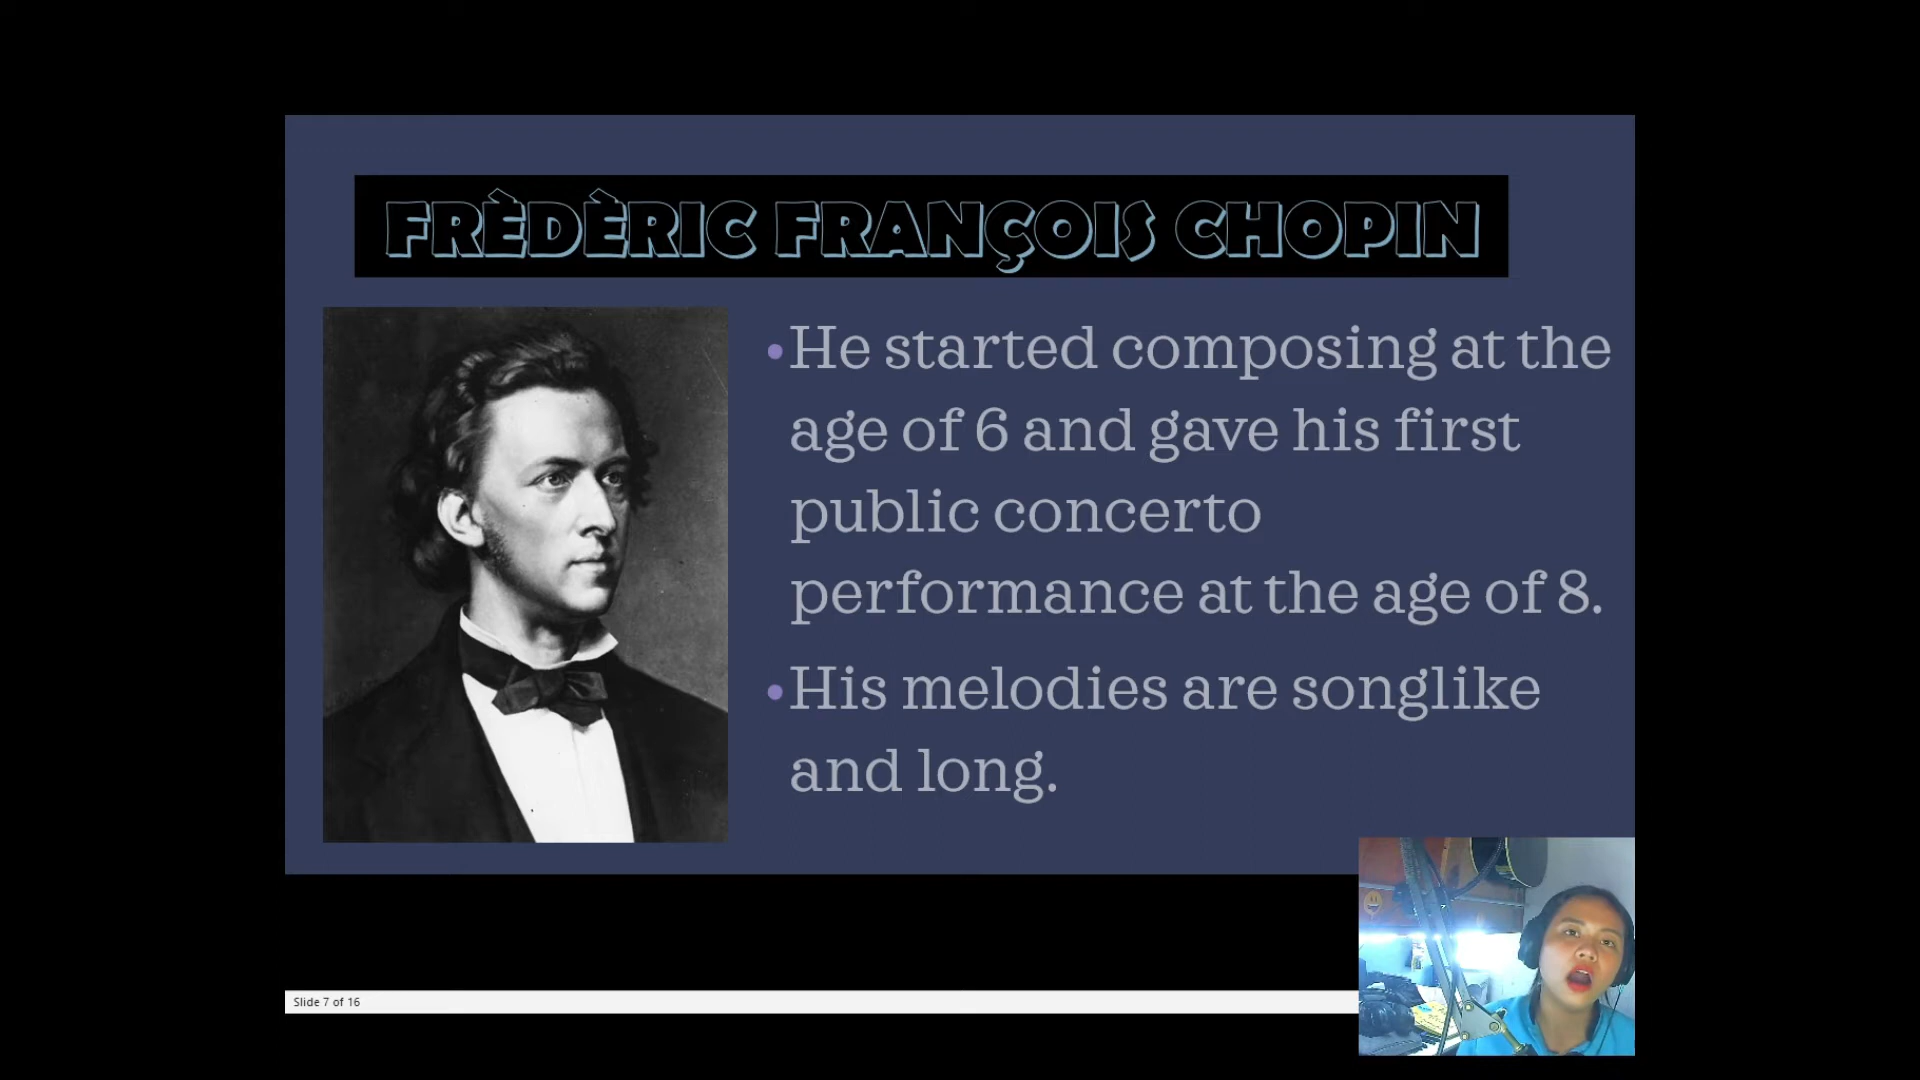 FRÈDÈRIC FRANÇOIS CHOPIN
•He started composing at the
age of 6 and gave his first
public concerto
performance at the age of 8.
•His melodies are songlike
and long.
Slide 7 of 16